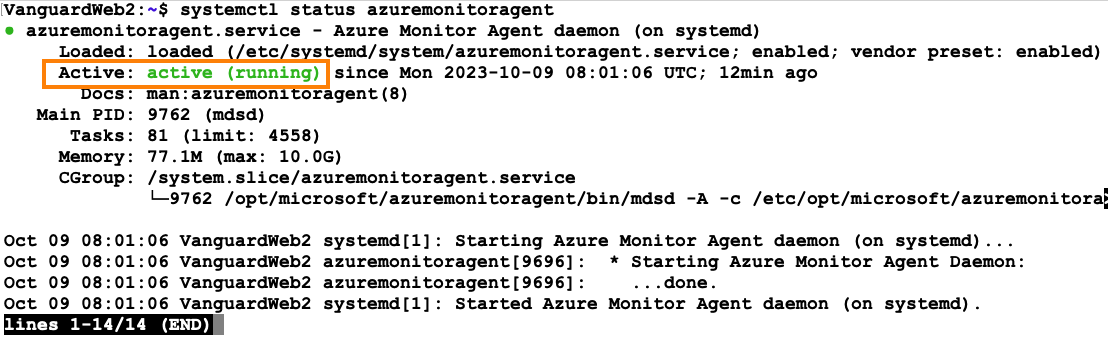 VanguardWeb2:~$ systemctl status azuremonitoragent
● azuremonitoragent.service - Azure Monitor Agent daemon (on systemd)
     Loaded: loaded (/etc/systemd/system/azuremonitoragent.service; enabled; vendor preset: enabled)
     Active: active (running) since Mon 2023-10-09 08:01:06 UTC; 12min ago
       Docs: man:azuremonitoragent(8)
   Main PID: 9762 (mdsd)
      Tasks: 81 (limit: 4558)
     Memory: 77.1M (max: 10.0G)
     CGroup: /system.slice/azuremonitoragent.service
             └─9762 /opt/microsoft/azuremonitoragent/bin/mdsd -A -c /etc/opt/microsoft/azuremonitora>
Oct 09 08:01:06 VanguardWeb2 systemd[1]: Starting Azure Monitor Agent daemon (on systemd)...
Oct 09 08:01:06 VanguardWeb2 azuremonitoragent[9696]:  * Starting Azure Monitor Agent Daemon:
Oct 09 08:01:06 VanguardWeb2 azuremonitoragent[9696]:    ...done.
Oct 09 08:01:06 VanguardWeb2 systemd[1]: Started Azure Monitor Agent daemon (on systemd).
lines 1-14/14 (END)